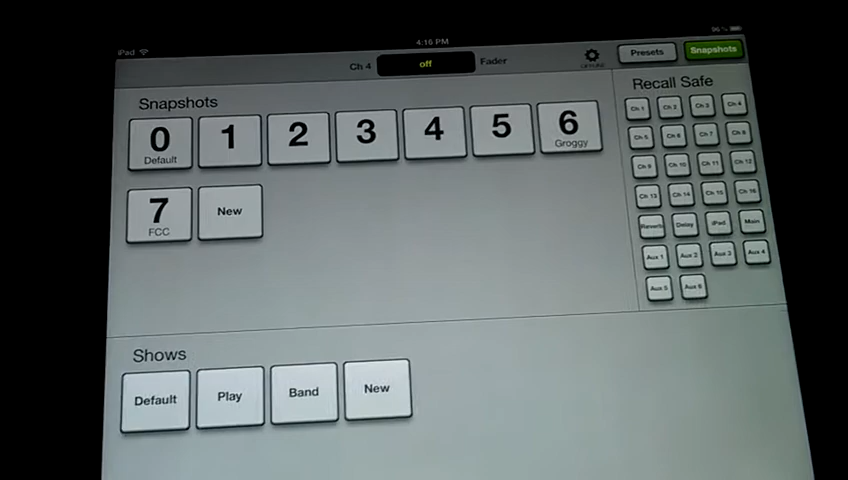 iPad
4:16 PM
96 %
Ch 4 off Fader
Presets Snapshots
Snapshots
0 Default
1
2
3
4
5
6 Groggy
7 FCC
New
Recall Safe
Ch 1 Ch 2 Ch 3 Ch 4
Ch 5 Ch 6 Ch 7 Ch 8
Ch 9 Ch 10 Ch 11 Ch 12
Ch 13 Ch 14 Ch 15 Ch 16
Reverb Delay iPad Main
Aux 1 Aux 2 Aux 3 Aux 4
Aux 5 Aux 6
Shows
Default Play Band New